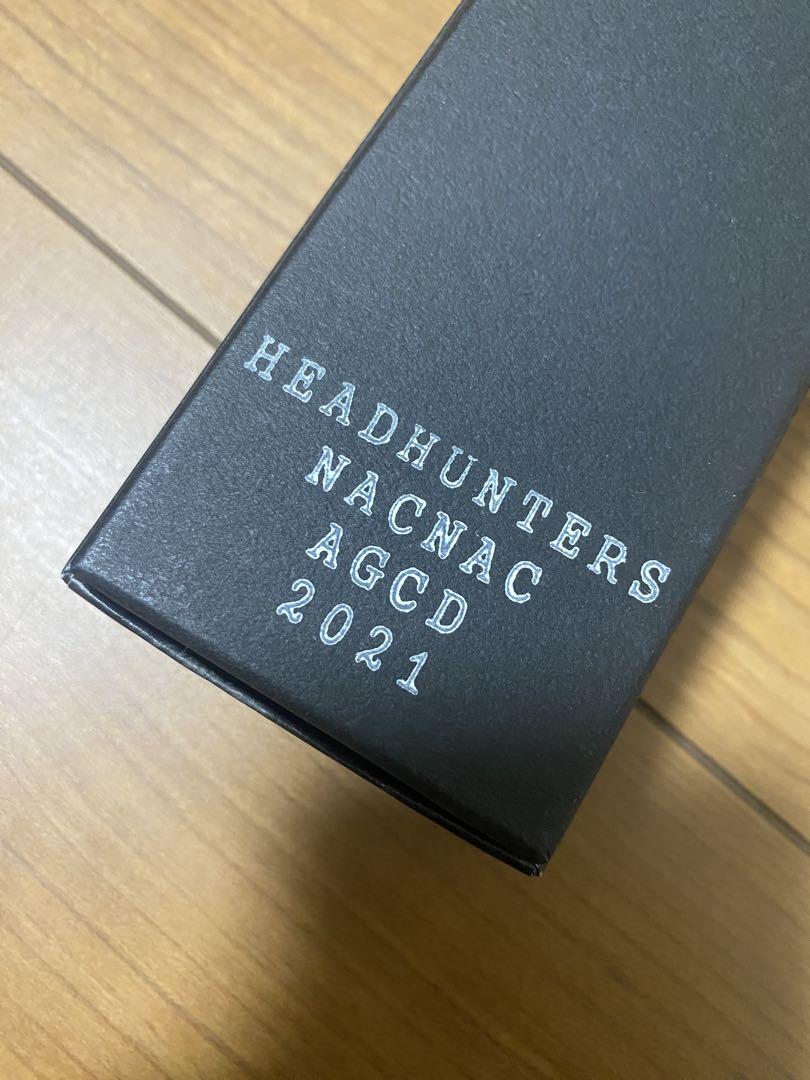 HEADHUNTERS
NACNAC
AGCD
2021